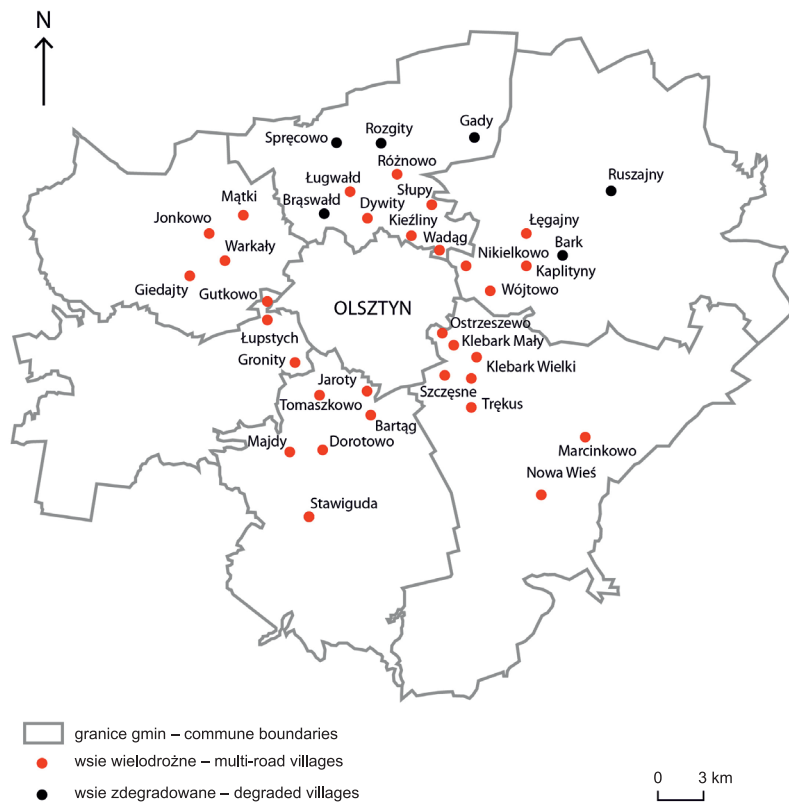 N
Gady
Spręcowo
Rozgity
Różnowo
Ruszajny
Ługwałd
Mątki
Słupy
Brąswałd
Dywity
Jonkowo
Kieźliny
Łęgajny
Wadąg
Bark
Warkały
Nikielkowo
Kaplityny
Giedajty
Gutkowo
Wójtowo
OLSZTYN
Ostrzeszewo
Łupstych
Klebark Mały
Gronity
Klebark Wielki
Jaroty
Szczęsne
Tomaszkowo
Trękus
Bartąg
Majdy
Dorotowo
Marcinkowo
Nowa Wieś
Stawiguda
granice gmin – commune boundaries
wsie wielodrożne – multi-road villages
wsie zdegradowane – degraded villages
0 3 km